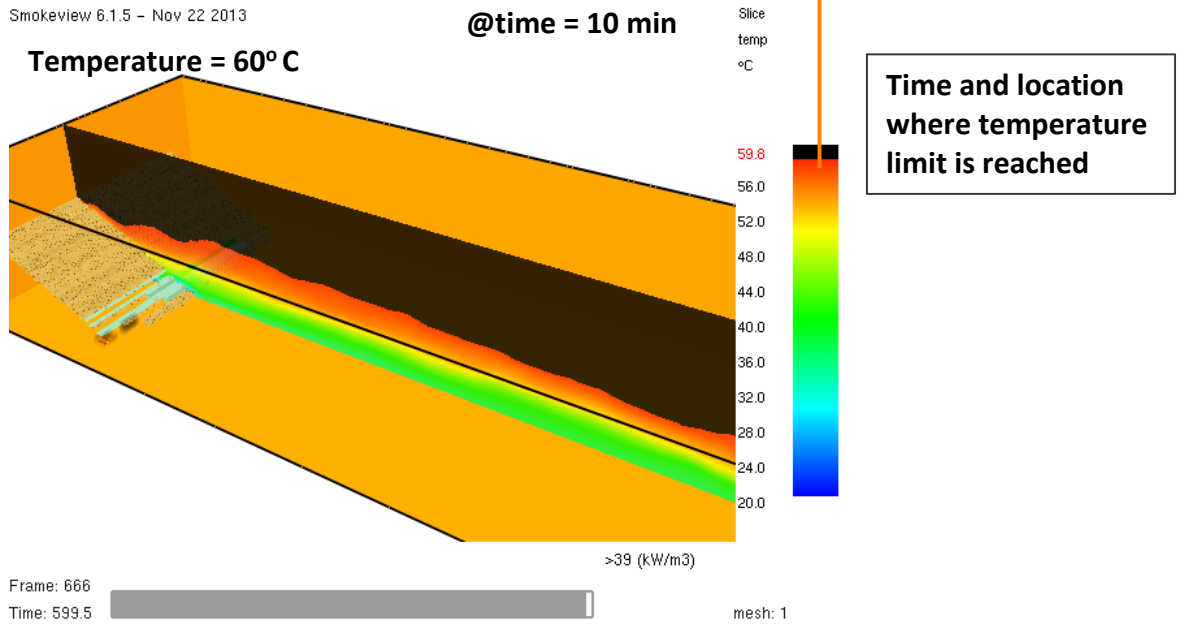 Smokeview 6.1.5 – Nov 22 2013
@time = 10 min
Temperature = 60º C
Slice
temp
ºC
59.8
56.0
52.0
48.0
44.0
40.0
36.0
32.0
28.0
24.0
20.0
Time and location
where temperature
limit is reached
>39 (kW/m3)
Frame: 666
Time: 599.5
mesh: 1